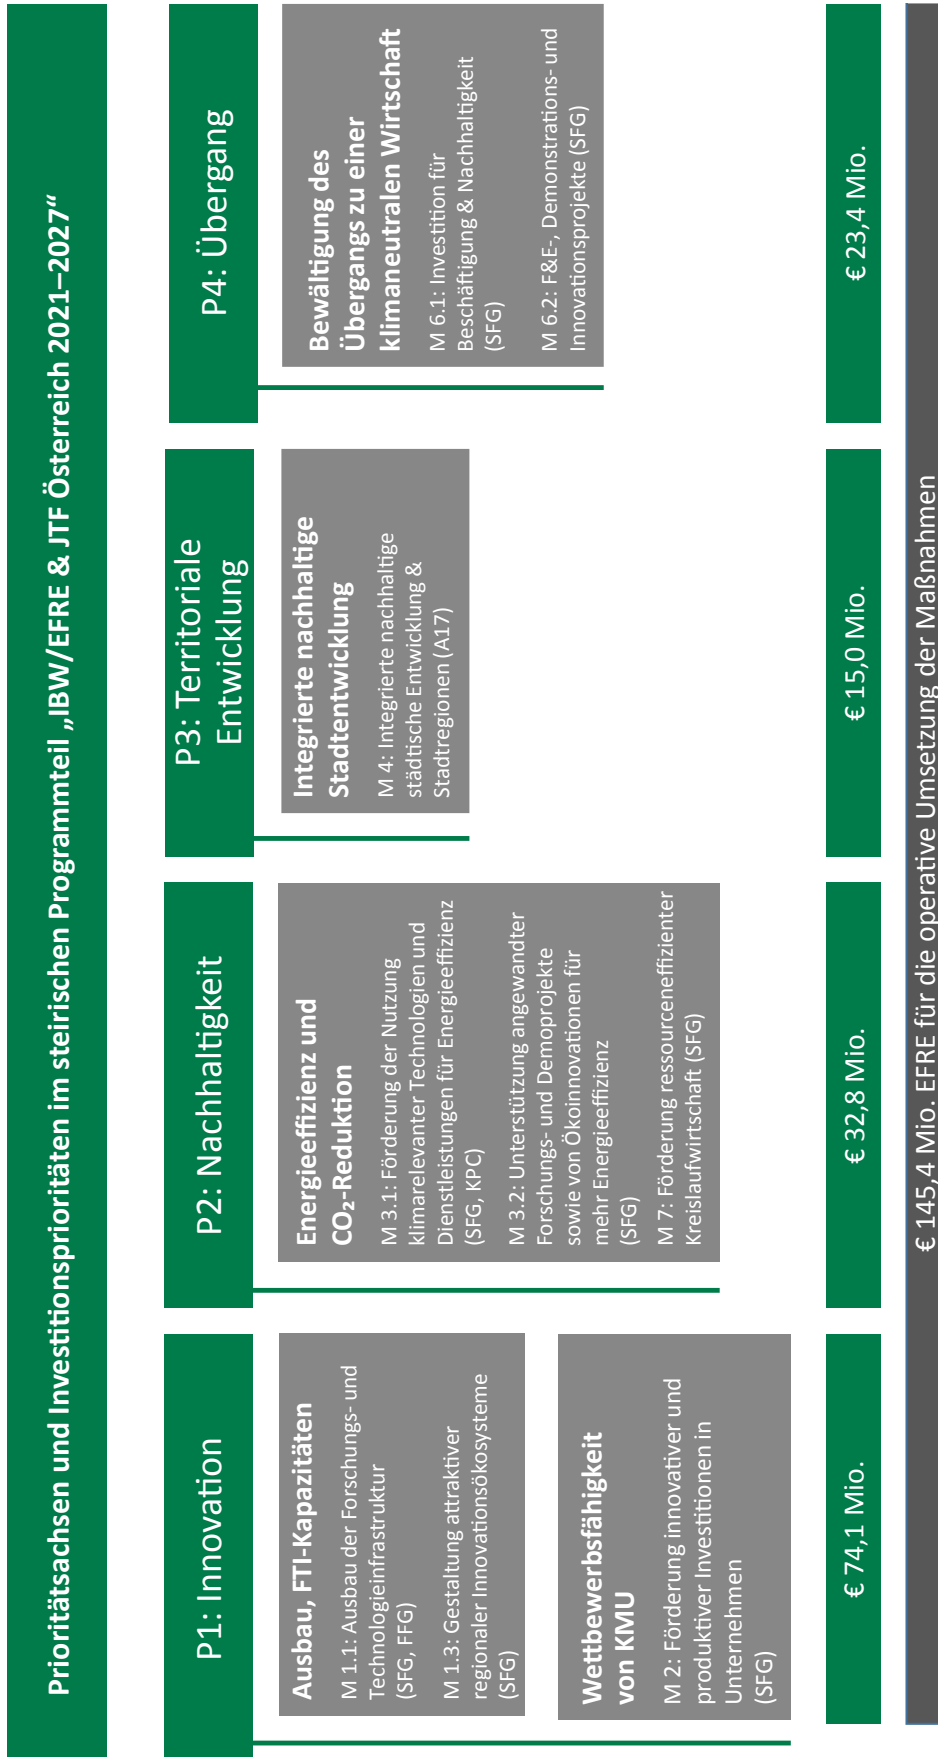 Prioritätsachsen und Investitionsprioritäten im steirischen Programmteil „IBW/EFRE & JTF Österreich 2021–2027“
P1: Innovation
Ausbau, FTI-Kapazitäten
M 1.1: Ausbau der Forschungs- und
Technologieinfrastruktur
(SFG, FFG)
M 1.3: Gestaltung attraktiver
regionaler Innovationsökosysteme
(SFG)
Wettbewerbsfähigkeit
von KMU
M 2: Förderung innovativer und
produktiver Investitionen in
Unternehmen
(SFG)
€ 74,1 Mio.
P2: Nachhaltigkeit
Energieeffizienz und
CO₂-Reduktion
M 3.1: Förderung der Nutzung
klimarelevanter Technologien und
Dienstleistungen für Energieeffizienz
(SFG, KPC)
M 3.2: Unterstützung angewandter
Forschungs- und Demoprojekte
sowie von Ökoinnovationen für
mehr Energieeffizienz
(SFG)
M 7: Förderung ressourceneffizienter
Kreislaufwirtschaft (SFG)
€ 32,8 Mio.
P3: Territoriale
Entwicklung
Integrierte nachhaltige
Stadtentwicklung
M 4: Integrierte nachhaltige
städtische Entwicklung &
Stadtregionen (A17)
€ 15,0 Mio.
P4: Übergang
Bewältigung des
Übergangs zu einer
klimaneutralen Wirtschaft
M 6.1: Investition für
Beschäftigung & Nachhaltigkeit
(SFG)
M 6.2: F&E-, Demonstrations- und
Innovationsprojekte (SFG)
€ 23,4 Mio.
€ 145,4 Mio. EFRE für die operative Umsetzung der Maßnahmen